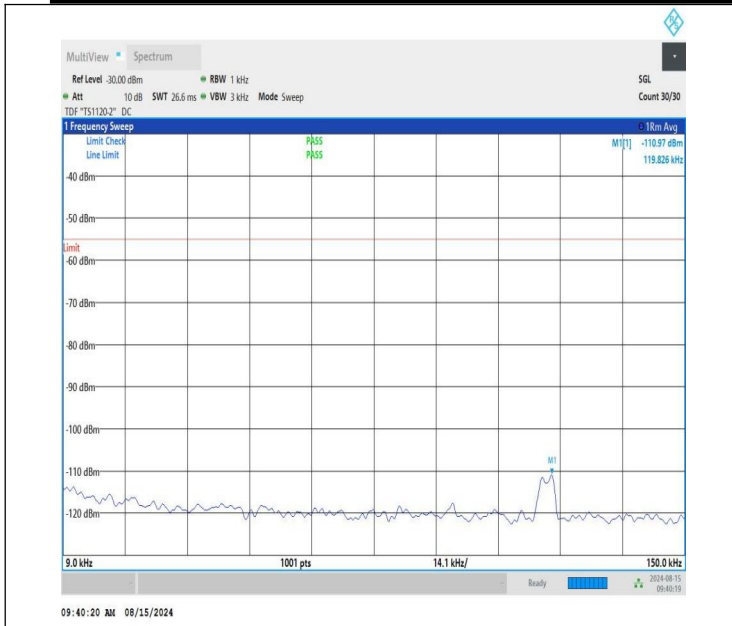 R&S
MultiView Spectrum
Ref Level -30.00 dBm RBW 1 kHz SGL
Att 10 dB SWT 26.6 ms VBW 3 kHz Mode Sweep Count 30/30
TDF "TS1120-2" DC
1 Frequency Sweep 1Rm Avg
Limit Check PASS M1[1] -110.97 dBm
Line Limit PASS 119.826 kHz
-40 dBm
-50 dBm
Limit
-60 dBm
-70 dBm
-80 dBm
-90 dBm
-100 dBm
M1
-110 dBm
-120 dBm
9.0 kHz 1001 pts 14.1 kHz/ 150.0 kHz
Ready 2024-08-15
09:40:19
09:40:20 AM 08/15/2024